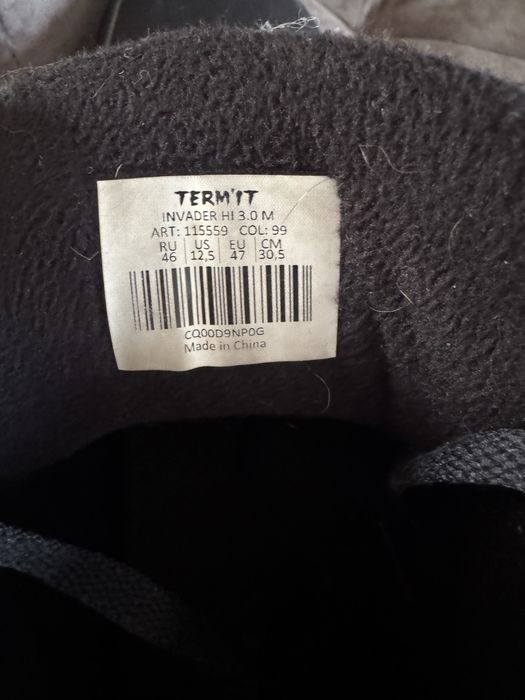 TERM'IT
INVADER HI 3.0 M
ART: 115559 COL: 99
RU US EU CM
46 12,5 47 30,5
CQ00D9NP0G
Made in China